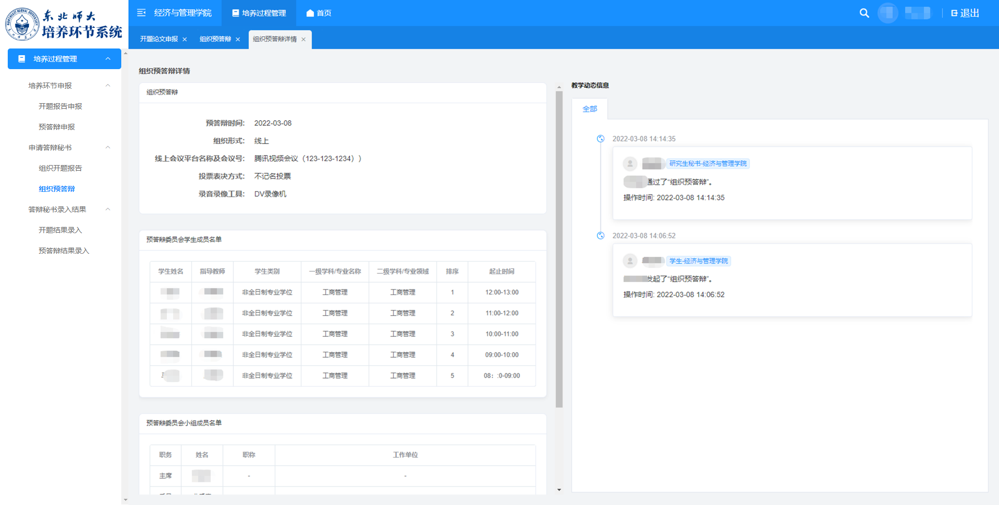 东北师大
培养环节系统
经济与管理学院
培养过程管理
首页
退出
开题论文申报
组织预答辩
组织预答辩详情
培养过程管理
培养环节申报
开题报告申报
预答辩申报
申请答辩秘书
组织开题报告
组织预答辩
答辩秘书录入结果
开题结果录入
预答辩结果录入
组织预答辩详情
组织预答辩
预答辩时间： 2022-03-08
组织形式： 线上
线上会议平台名称及会议号： 腾讯视频会议（123-123-1234））
投票表决方式： 不记名投票
录音录像工具： DV录像机
预答辩委员会学生成员名单
学生姓名 指导教师 学生类别 一级学科/专业名称 二级学科/专业领域 排序 起止时间
非全日制专业学位 工商管理 工商管理 1 12:00-13:00
非全日制专业学位 工商管理 工商管理 2 11:00-12:00
非全日制专业学位 工商管理 工商管理 3 10:00-11:00
非全日制专业学位 工商管理 工商管理 4 09:00-10:00
非全日制专业学位 工商管理 工商管理 5 08：:0-09:00
预答辩委员会小组成员名单
职务 姓名 职称 工作单位
主席 - -
教学动态信息
全部
2022-03-08 14:14:35
研究生秘书-经济与管理学院
通过了“组织预答辩”。
操作时间: 2022-03-08 14:14:35
2022-03-08 14:06:52
学生-经济与管理学院
发起了“组织预答辩”。
操作时间: 2022-03-08 14:06:52